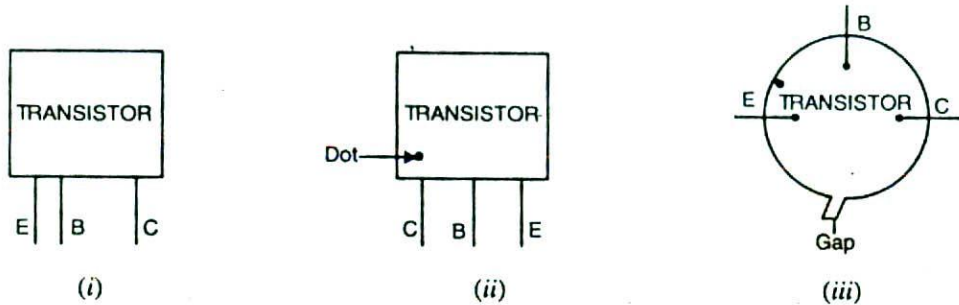 TRANSISTOR
E B C
(i)
TRANSISTOR
Dot
C B E
(ii)
B
E TRANSISTOR C
Gap
(iii)